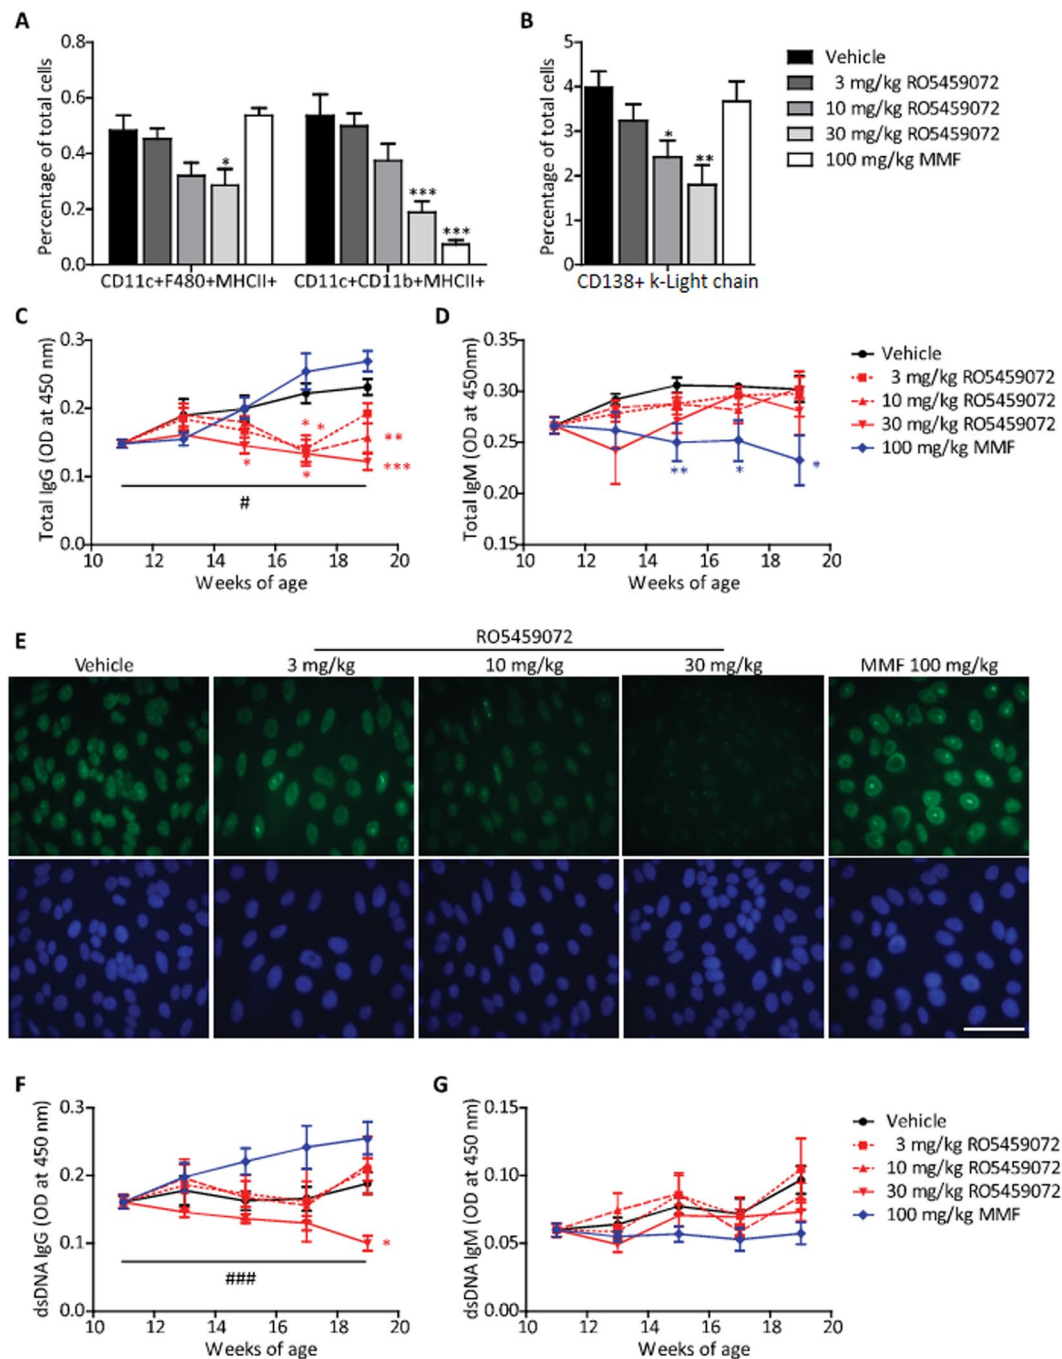 A
B
0.8
0.6
0.4
0.2
0.0
Percentage of total cells
*
***
***
CD11c+F480+MHCII+
CD11c+CD11b+MHCII+
5
4
3
2
1
0
Percentage of total cells
*
**
CD138+ k-Light chain
Vehicle
3 mg/kg RO5459072
10 mg/kg RO5459072
30 mg/kg RO5459072
100 mg/kg MMF
C
D
0.3
0.2
0.1
0.0
Total IgG (OD at 450 nm)
* *
*
*
**
***
#
10 12 14 16 18 20
Weeks of age
0.35
0.30
0.25
0.20
0.15
Total IgM (OD at 450nm)
**
*
*
10 12 14 16 18 20
Weeks of age
Vehicle
3 mg/kg RO5459072
10 mg/kg RO5459072
30 mg/kg RO5459072
100 mg/kg MMF
E
RO5459072
Vehicle
3 mg/kg
10 mg/kg
30 mg/kg
MMF 100 mg/kg
F
G
0.3
0.2
0.1
0.0
dsDNA IgG (OD at 450 nm)
*
###
10 12 14 16 18 20
Weeks of age
0.15
0.10
0.05
0.00
dsDNA IgM (OD at 450 nm)
10 12 14 16 18 20
Weeks of age
Vehicle
3 mg/kg RO5459072
10 mg/kg RO5459072
30 mg/kg RO5459072
100 mg/kg MMF